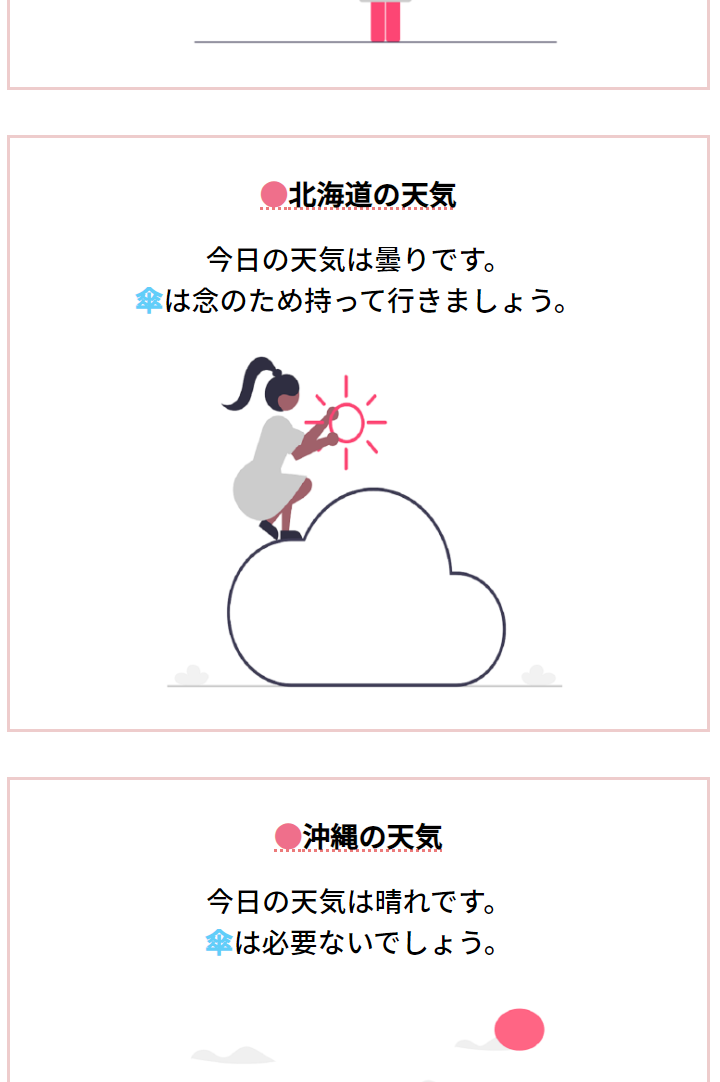 ●北海道の天気
今日の天気は曇りです。
傘は念のため持って行きましょう。
●沖縄の天気
今日の天気は晴れです。
傘は必要ないでしょう。